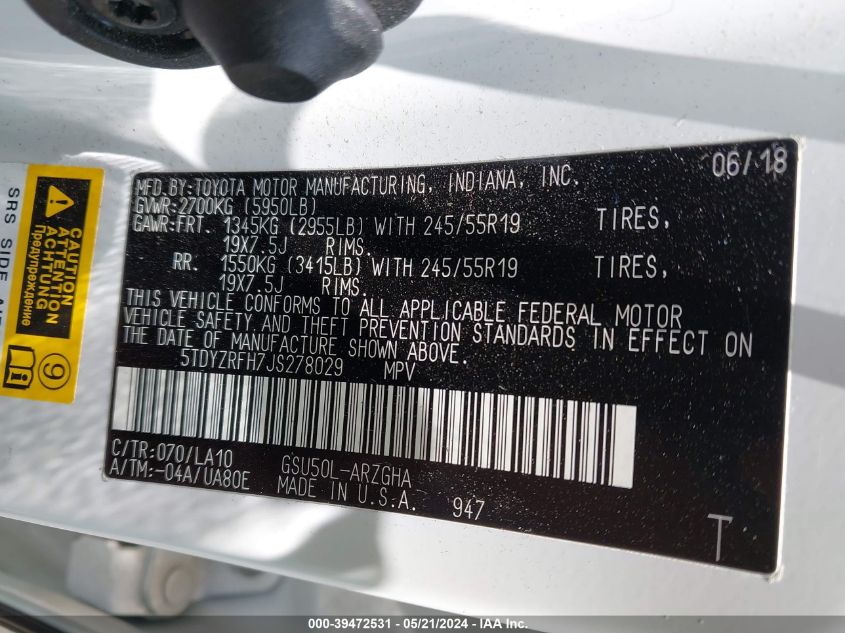 MFD. BY:TOYOTA MOTOR MANUFACTURING, INDIANA, INC. 06/18
GVWR:2700KG (5950LB)
GAWR:FRT. 1345KG (2955LB) WITH 245/55R19 TIRES,
19X7.5J RIMS.
RR. 1550KG (3415LB) WITH 245/55R19 TIRES,
19X7.5J RIMS.
THIS VEHICLE CONFORMS TO ALL APPLICABLE FEDERAL MOTOR
VEHICLE SAFETY AND THEFT PREVENTION STANDARDS IN EFFECT ON
THE DATE OF MANUFACTURE SHOWN ABOVE.
5TDYZRFH7JS278029 MPV
C/TR:070/LA10 GSU50L-ARZGHA
A/TM:-04A/UA80E MADE IN U.S.A. 947
T
CAUTION
ATTENTION
ACHTUNG
Предупреждение
9
SRS SIDE
000-39472531 - 05/21/2024 - IAA Inc.